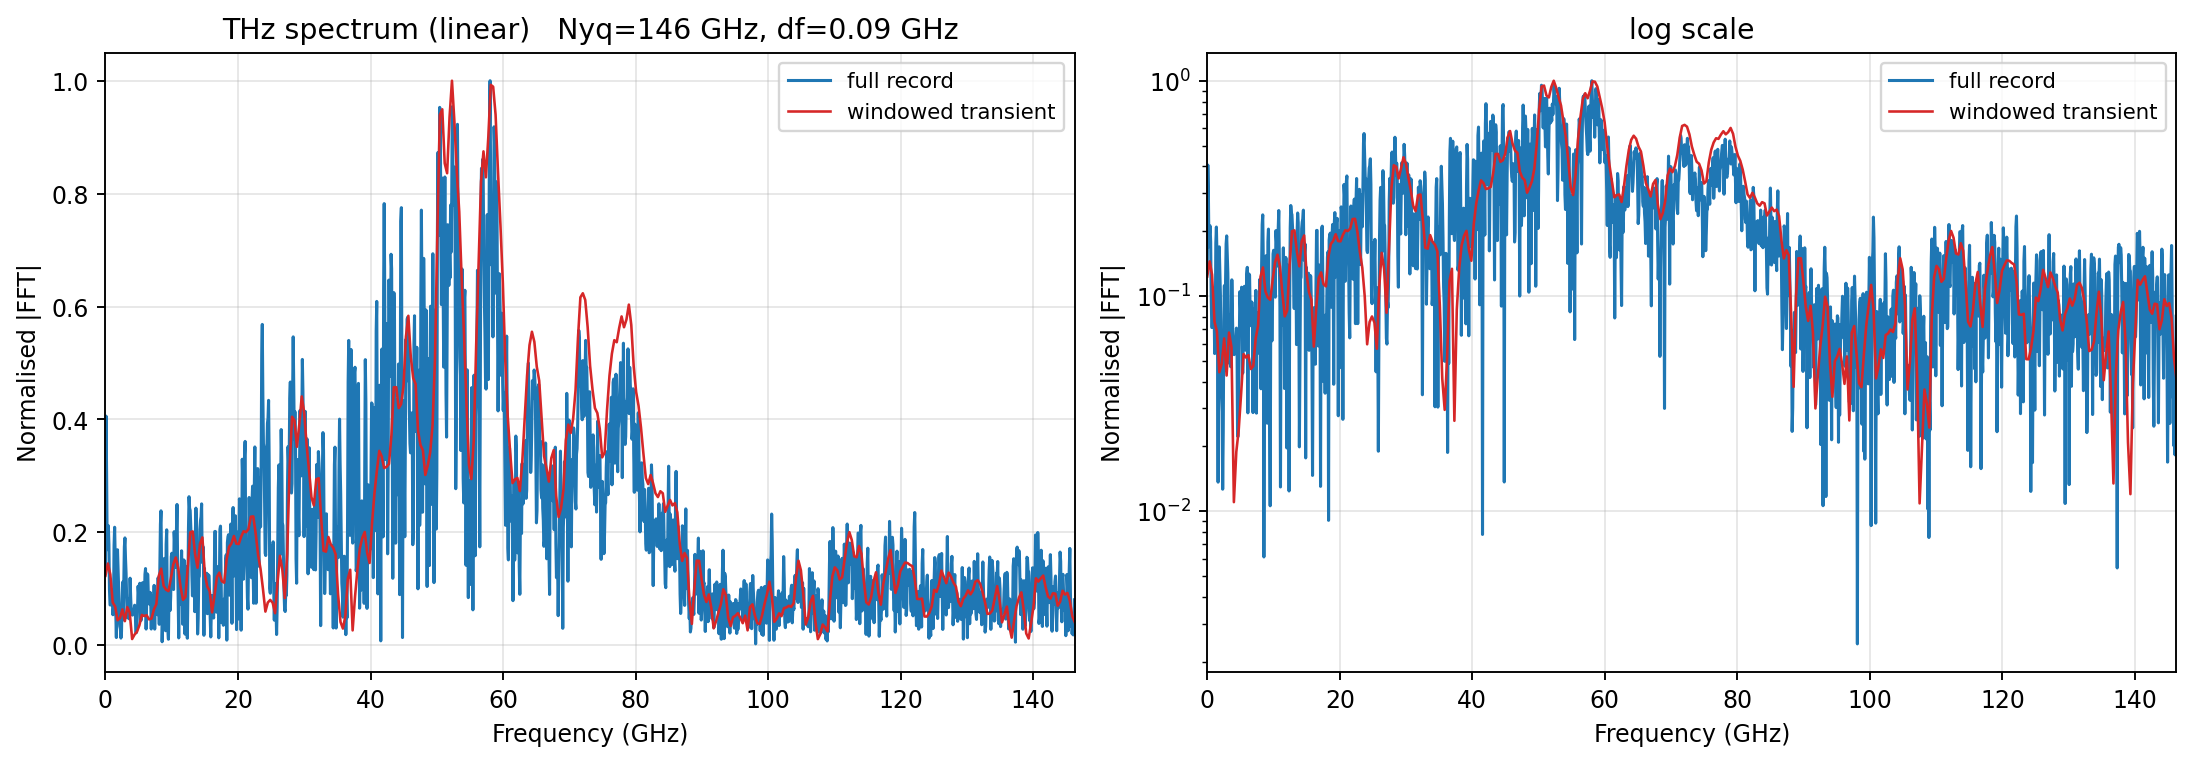 THz spectrum (linear)   Nyq=146 GHz, df=0.09 GHz
full record
windowed transient
Normalised |FFT|
1.0
0.8
0.6
0.4
0.2
0.0
0 20 40 60 80 100 120 140
Frequency (GHz)
log scale
full record
windowed transient
Normalised |FFT|
10⁰
10⁻¹
10⁻²
0 20 40 60 80 100 120 140
Frequency (GHz)